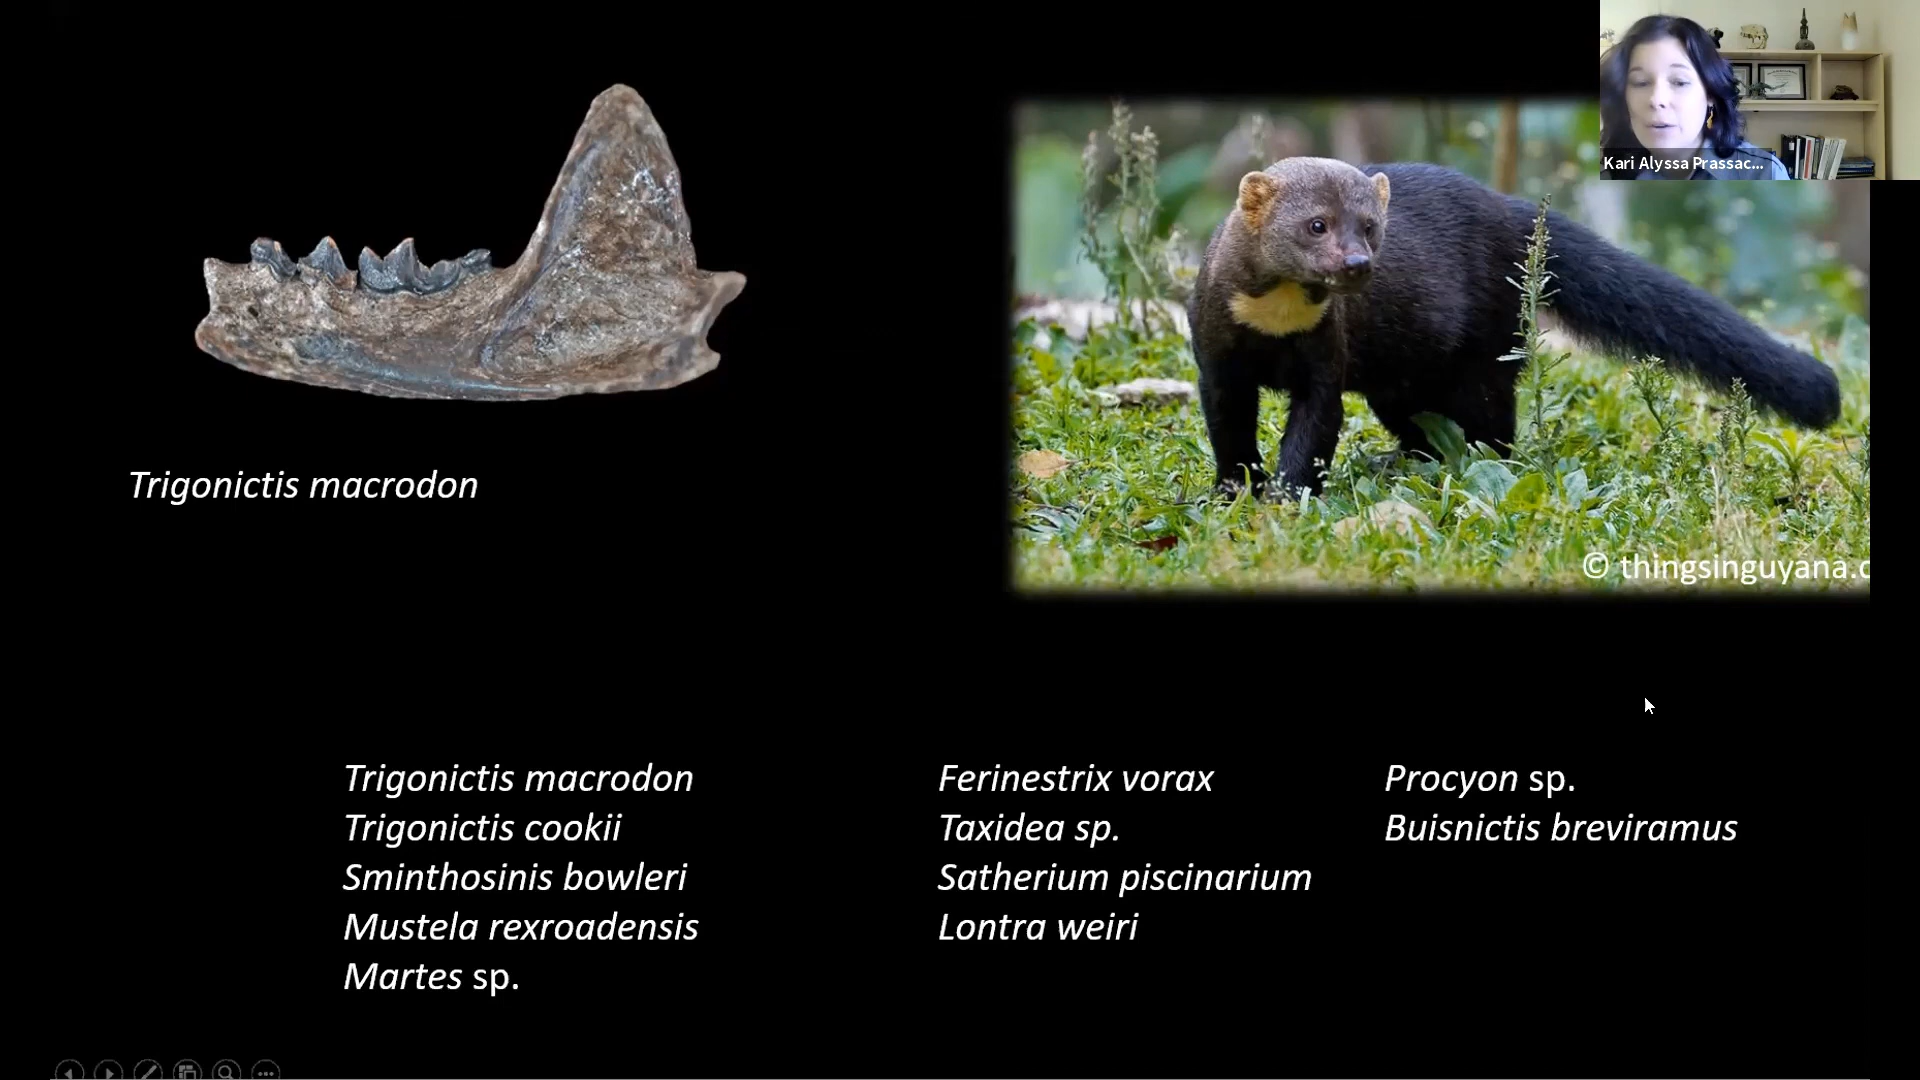 Kari Alyssa Prassac...
Trigonictis macrodon
© thingsinguyana.c
Trigonictis macrodon
Trigonictis cookii
Sminthosinis bowleri
Mustela rexroadensis
Martes sp.
Ferinestrix vorax
Taxidea sp.
Satherium piscinarium
Lontra weiri
Procyon sp.
Buisnictis breviramus